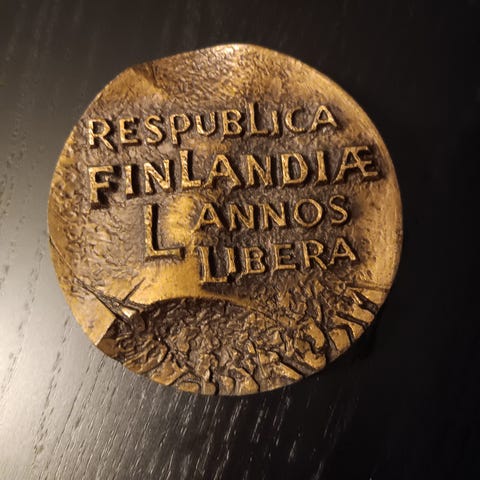 RESPUBLICA
FINLANDIÆ
L ANNOS
LIBERA